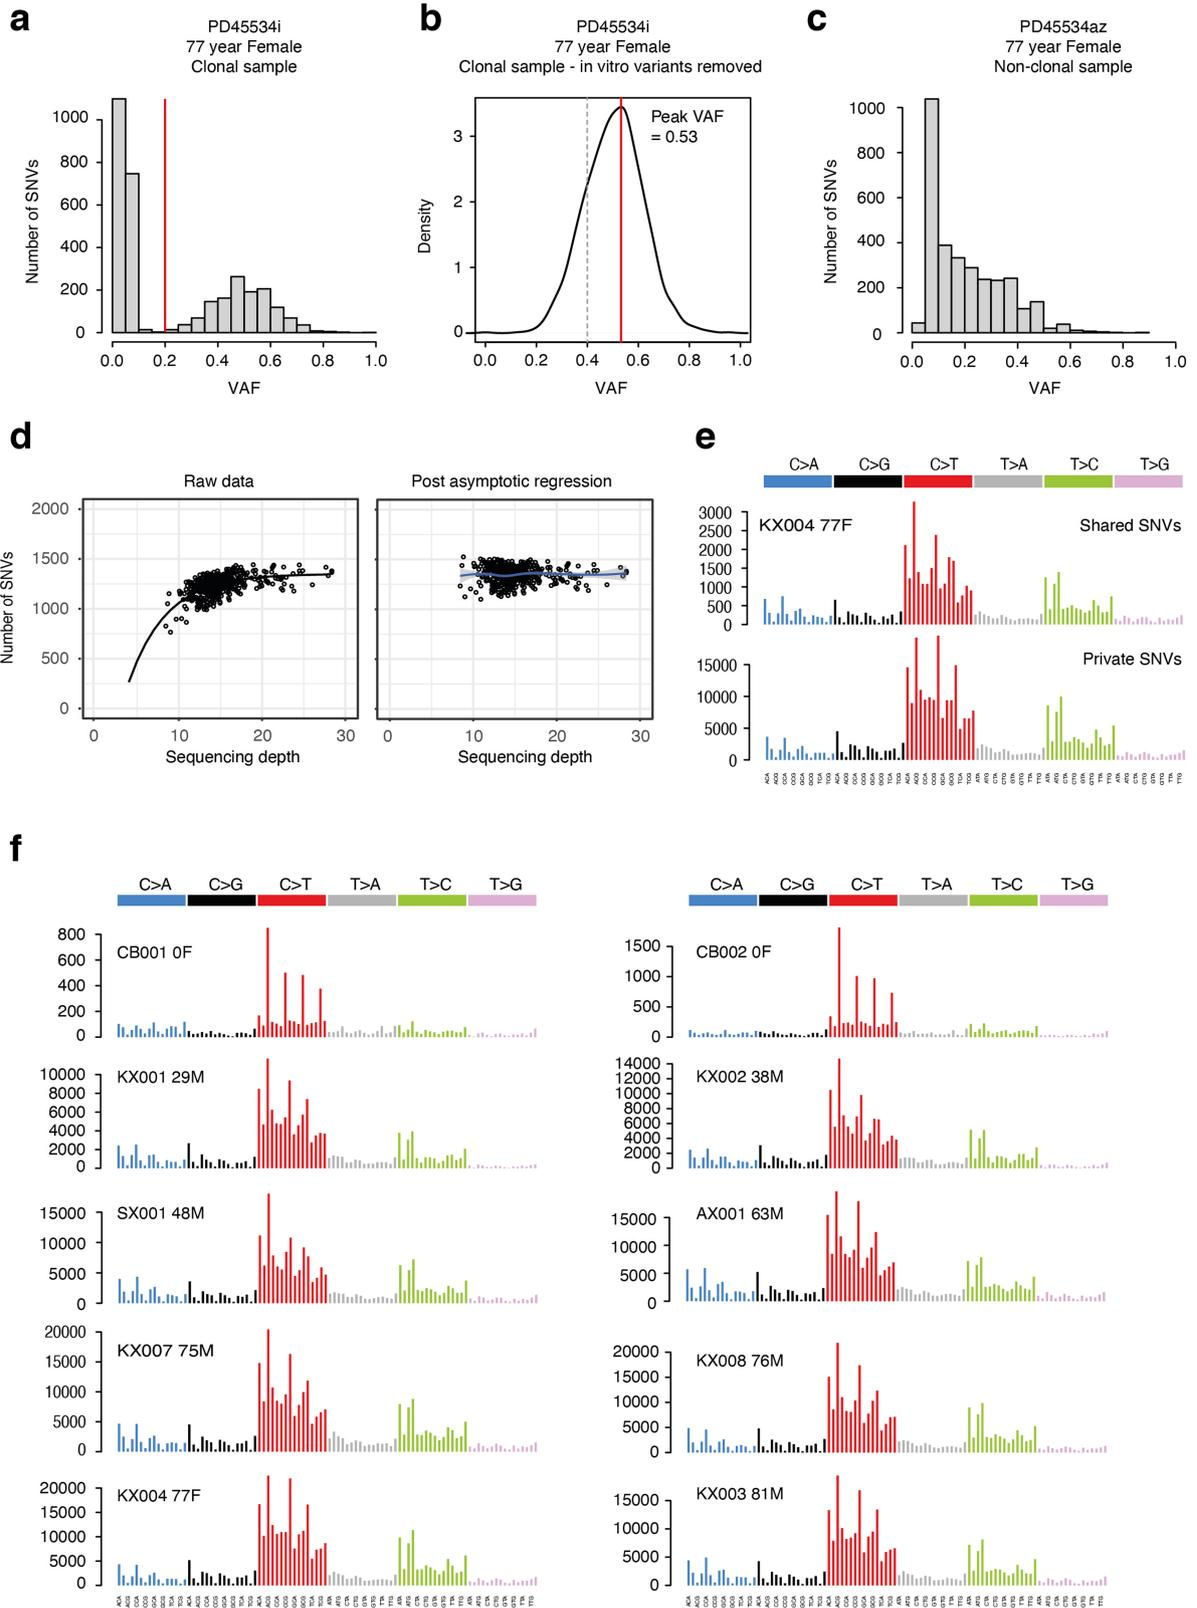 a
PD45534i
77 year Female
Clonal sample
Number of SNVs
1000
800
600
400
200
0
0.0 0.2 0.4 0.6 0.8 1.0
VAF
b
PD45534i
77 year Female
Clonal sample - in vitro variants removed
Peak VAF
= 0.53
Density
3
2
1
0
0.0 0.2 0.4 0.6 0.8 1.0
VAF
c
PD45534az
77 year Female
Non-clonal sample
Number of SNVs
1000
800
600
400
200
0
0.0 0.2 0.4 0.6 0.8 1.0
VAF
d
Raw data
Post asymptotic regression
Number of SNVs
2000
1500
1000
500
0
0 10 20 30
Sequencing depth
0 10 20 30
Sequencing depth
e
C>A C>G C>T T>A T>C T>G
KX004 77F
Shared SNVs
3000
2500
2000
1500
1000
500
0
Private SNVs
15000
10000
5000
0
f
C>A C>G C>T T>A T>C T>G
CB001 0F
800
600
400
200
0
KX001 29M
10000
8000
6000
4000
2000
0
SX001 48M
15000
10000
5000
0
KX007 75M
20000
15000
10000
5000
0
KX004 77F
20000
15000
10000
5000
0
C>A C>G C>T T>A T>C T>G
CB002 0F
1500
1000
500
0
KX002 38M
14000
12000
10000
8000
6000
4000
2000
0
AX001 63M
15000
10000
5000
0
KX008 76M
20000
15000
10000
5000
0
KX003 81M
15000
10000
5000
0